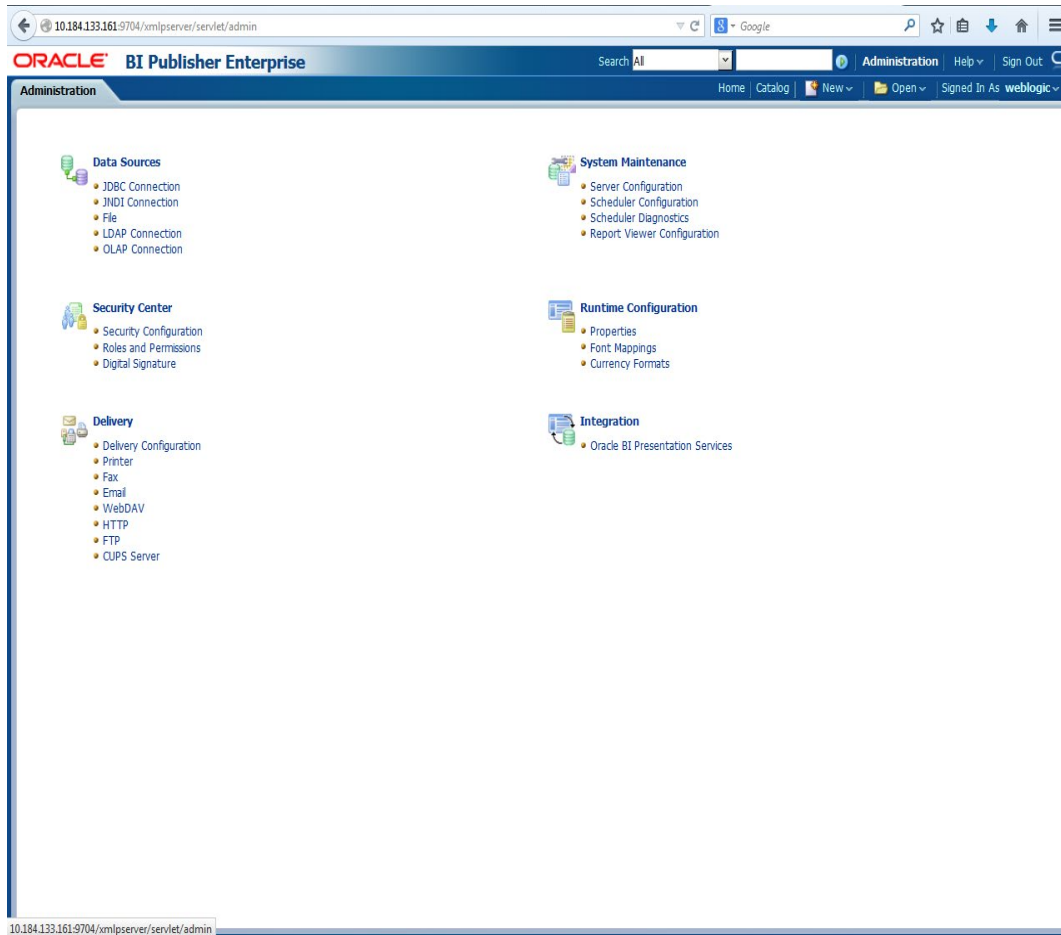 10.184.133.161:9704/xmlpserver/servlet/admin
8 Google
ORACLE BI Publisher Enterprise
Search All
Administration Help Sign Out
Administration
Home Catalog New Open Signed In As weblogic
Data Sources
JDBC Connection
JNDI Connection
File
LDAP Connection
OLAP Connection
System Maintenance
Server Configuration
Scheduler Configuration
Scheduler Diagnostics
Report Viewer Configuration
Security Center
Security Configuration
Roles and Permissions
Digital Signature
Runtime Configuration
Properties
Font Mappings
Currency Formats
Delivery
Delivery Configuration
Printer
Fax
Email
WebDAV
HTTP
FTP
CUPS Server
Integration
Oracle BI Presentation Services
10.184.133.161:9704/xmlpserver/servlet/admin